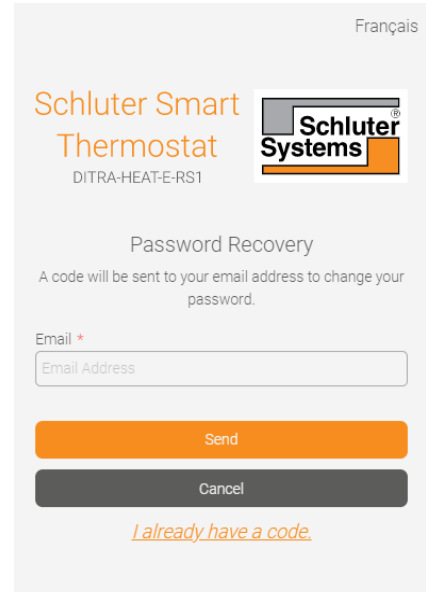 Français
Schluter Smart
Thermostat
DITRA-HEAT-E-RS1
Schluter®
Systems
Password Recovery
A code will be sent to your email address to change your
password.
Email *
Email Address
Send
Cancel
I already have a code.